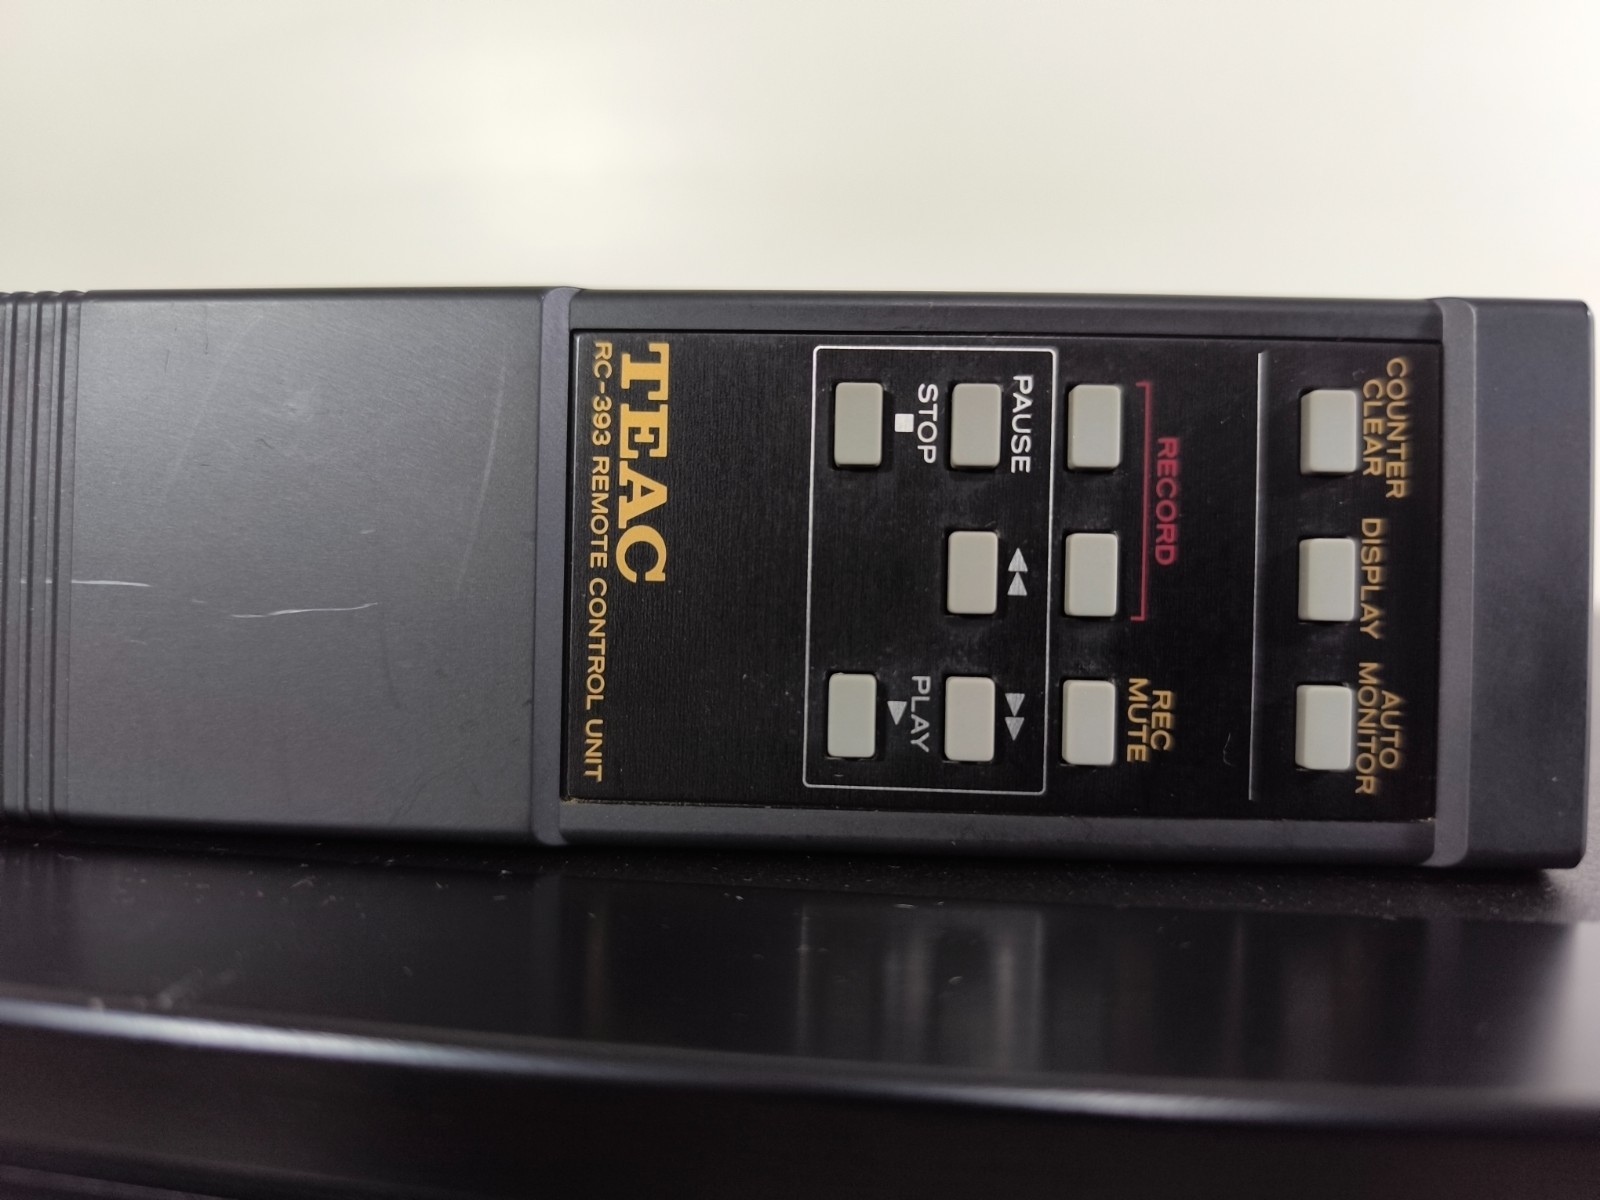 COUNTER
CLEAR
DISPLAY
AUTO
MONITOR
RECORD
REC
MUTE
PAUSE
STOP
PLAY
TEAC
RC-393 REMOTE CONTROL UNIT